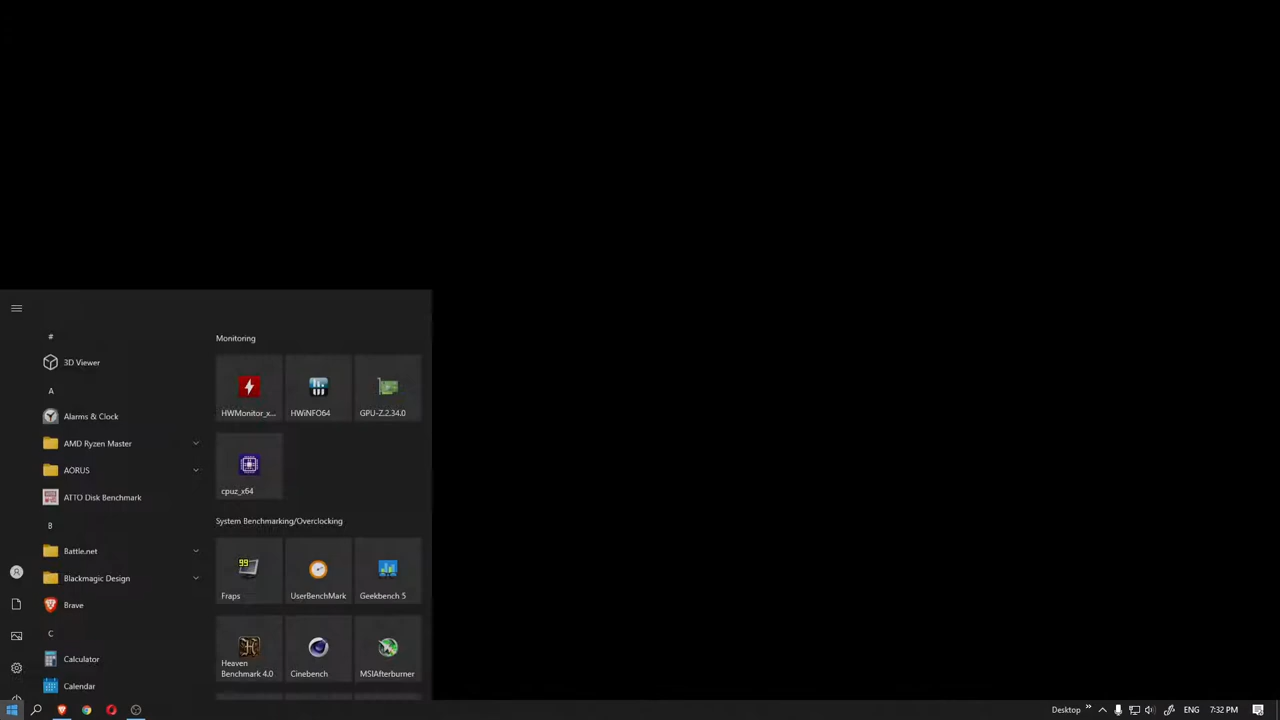 #
3D Viewer
A
Alarms & Clock
AMD Ryzen Master
AORUS
ATTO Disk Benchmark
B
Battle.net
Blackmagic Design
Brave
C
Calculator
Calendar
Monitoring
HWMonitor_x...
HWiNFO64
GPU-Z.2.34.0
cpuz_x64
System Benchmarking/Overclocking
99
Fraps
UserBenchMark
Geekbench 5
Heaven
Benchmark 4.0
Cinebench
MSIAfterburner
Desktop
ENG
7:32 PM